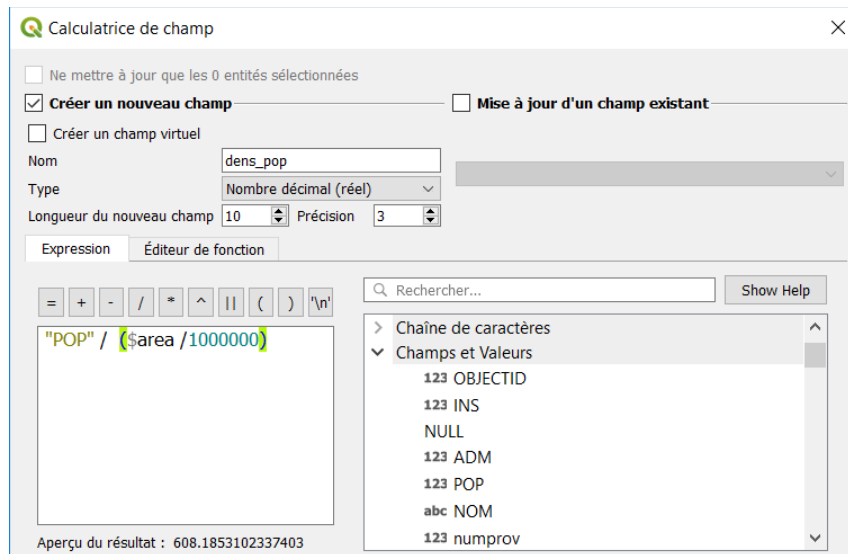 Calculatrice de champ
Ne mettre à jour que les 0 entités sélectionnées
Créer un nouveau champ
Mise à jour d'un champ existant
Créer un champ virtuel
Nom dens_pop
Type Nombre décimal (réel)
Longueur du nouveau champ 10 Précision 3
Expression Éditeur de fonction
= + - / * ^ || ( ) '\n'
"POP" / ($area /1000000)
Aperçu du résultat : 608.1853102337403
Rechercher... Show Help
Chaîne de caractères
Champs et Valeurs
123 OBJECTID
123 INS
NULL
123 ADM
123 POP
abc NOM
123 numprov